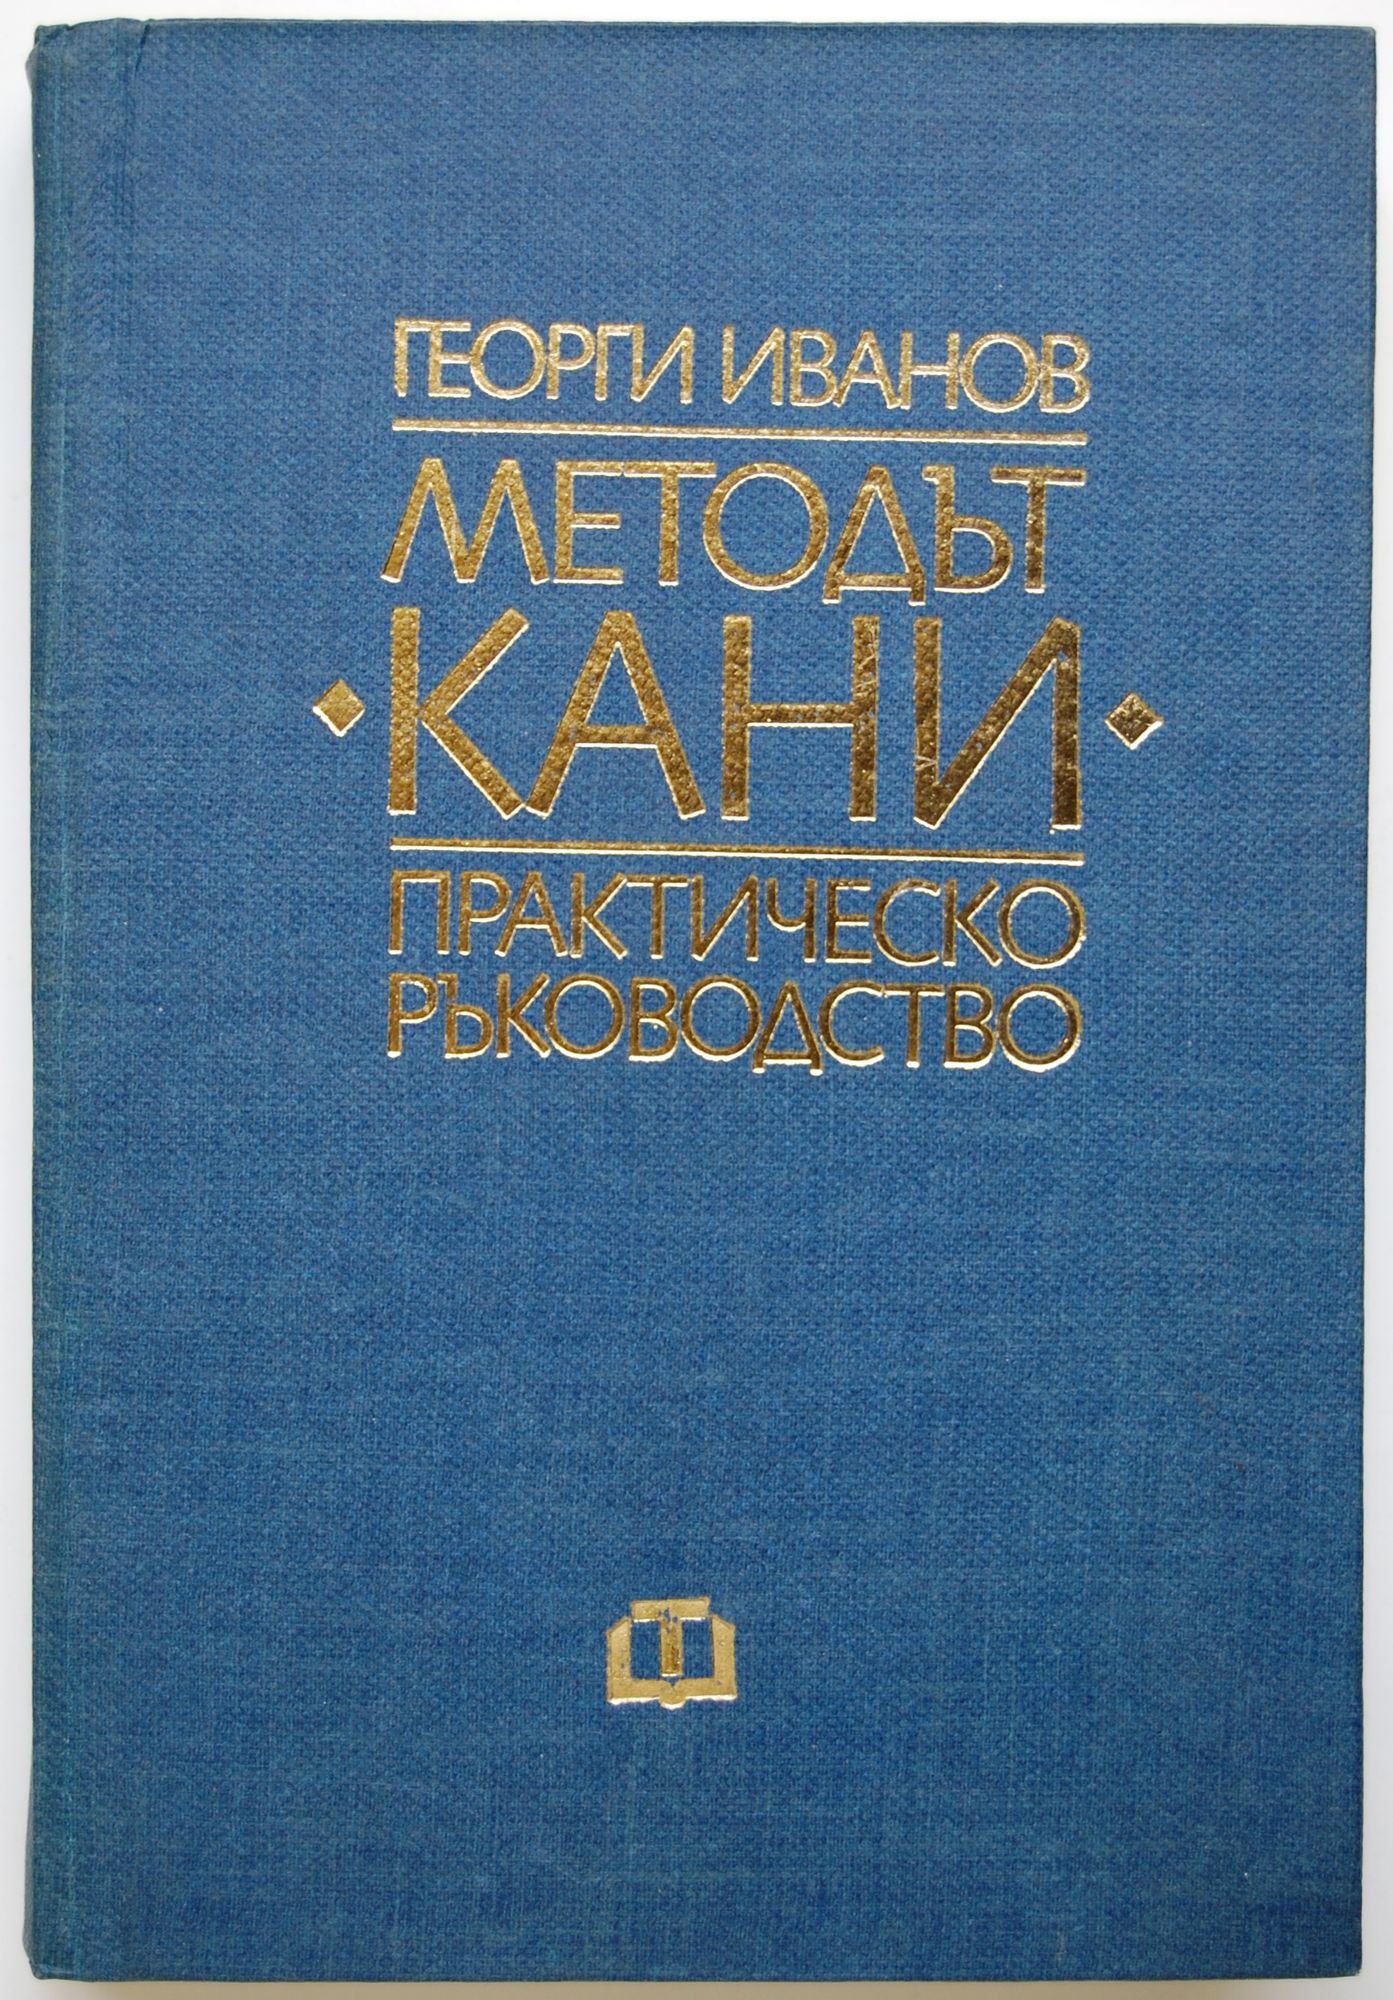 ГЕОРГИ ИВАНОВ
МЕТОДЪТ
КАНИ
ПРАКТИЧЕСКО
РЪКОВОДСТВО
Т